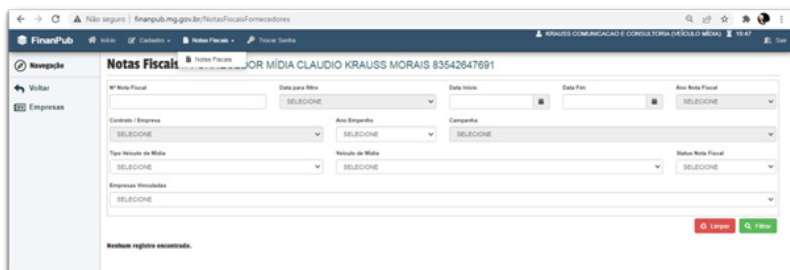 Não seguro | finanpub.mg.gov.br/NotasFiscaisFornecedores
FinanPub Início Cadastro Notas Fiscais Trocar Senha KRAUSS COMUNICACAO E CONSULTORIA (VEÍCULO MÍDIA) 19:47 Sair
Navegação
Notas Fiscais
Notas Fiscais
OR MÍDIA CLAUDIO KRAUSS MORAIS 83542647691
Voltar
Empresas
Nº Nota Fiscal Data para filtro Data Início Data Fim Ano Nota Fiscal
SELECIONE SELECIONE
Contrato / Empresa Ano Empenho Campanha
SELECIONE SELECIONE SELECIONE
Tipo Veículo de Mídia Veículo de Mídia Status Nota Fiscal
SELECIONE SELECIONE SELECIONE
Empresas Vinculadas
SELECIONE
Limpar Filtrar
Nenhum registro encontrado.